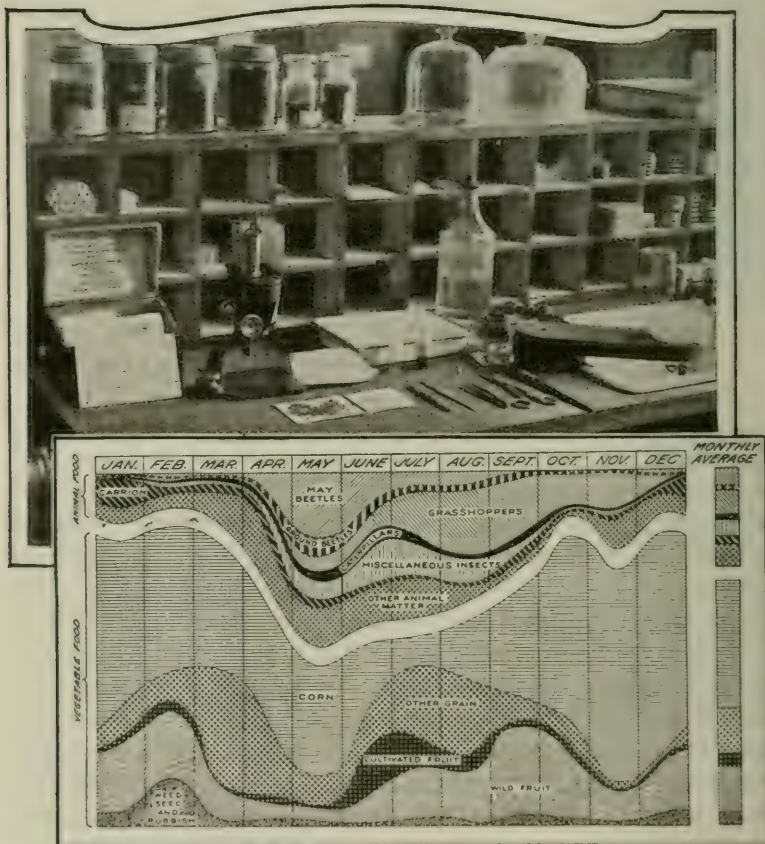 JAN. FEB. MAR. APR. MAY JUNE JULY AUG. SEPT. OCT. NOV. DEC
MONTHLY
AVERAGE
ANIMAL FOOD
CARRION
MAY
BEETLES
GROUND BEETLES
GRASSHOPPERS
CATERPILLARS
MISCELLANEOUS INSECTS
OTHER ANIMAL
MATTER
VEGETABLE FOOD
CORN
OTHER GRAIN
CULTIVATED FRUIT
WILD FRUIT
WEED
SEED
AND
RUBBISH